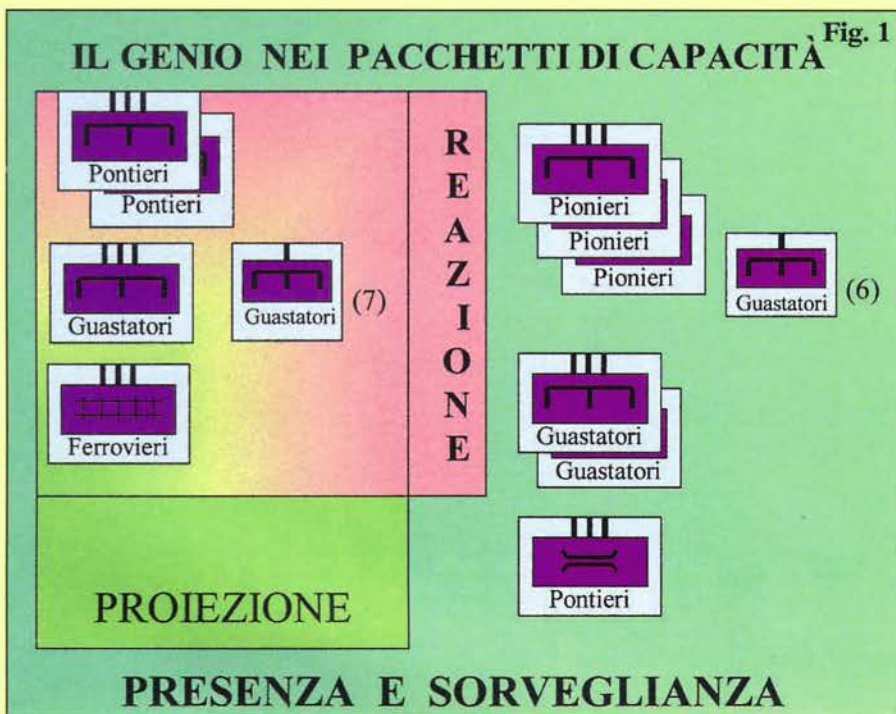 Fig. 1
IL GENIO NEI PACCHETTI DI CAPACITÀ
Pontieri
Pontieri
Guastatori
Guastatori
(7)
Ferrovieri
REAZIONE
Pionieri
Pionieri
Pionieri
Guastatori
(6)
Guastatori
Guastatori
Pontieri
PROIEZIONE
PRESENZA E SORVEGLIANZA